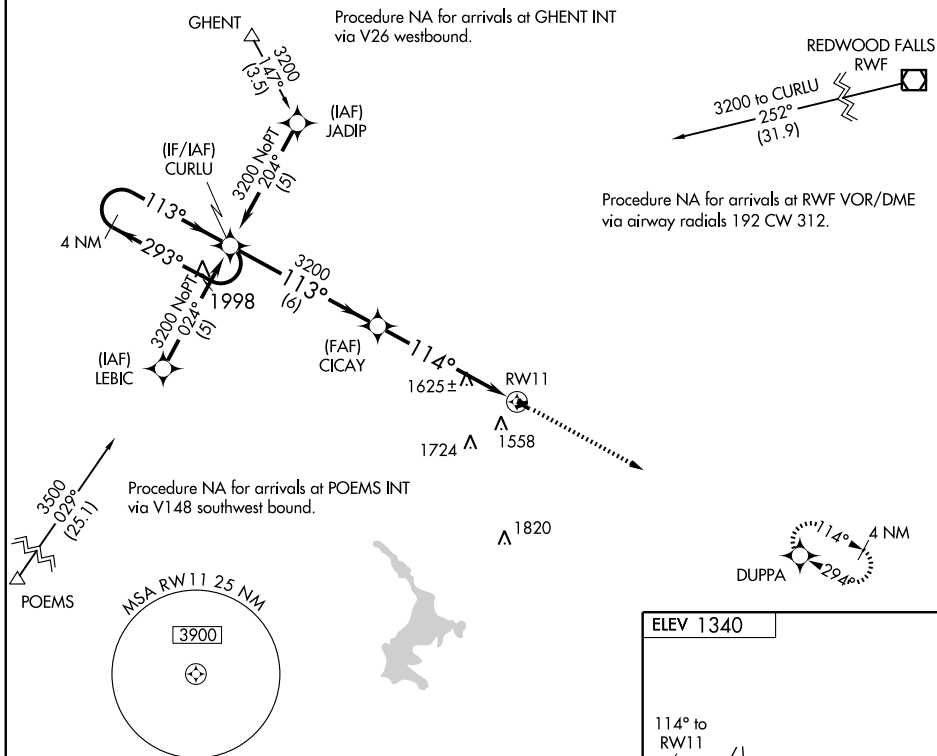 Procedure NA for arrivals at GHENT INT
via V26 westbound.
GHENT
3200
147°
(3.5)
(IAF)
JADIP
REDWOOD FALLS
RWF
3200 to CURLU
252°
(31.9)
(IF/IAF)
CURLU
3200 NoPT
204°
(5)
Procedure NA for arrivals at RWF VOR/DME
via airway radials 192 CW 312.
113°
4 NM
293°
3200
113°
(6)
1998
3200 NoPT
024°
(5)
(IAF)
LEBIC
(FAF)
CICAY
114°
RW11
1625±
1558
1724
3500
029°
(25.1)
POEMS
Procedure NA for arrivals at POEMS INT
via V148 southwest bound.
1820
114°
4 NM
294°
DUPPA
MSA RW11 25 NM
3900
ELEV 1340
114° to
RW11